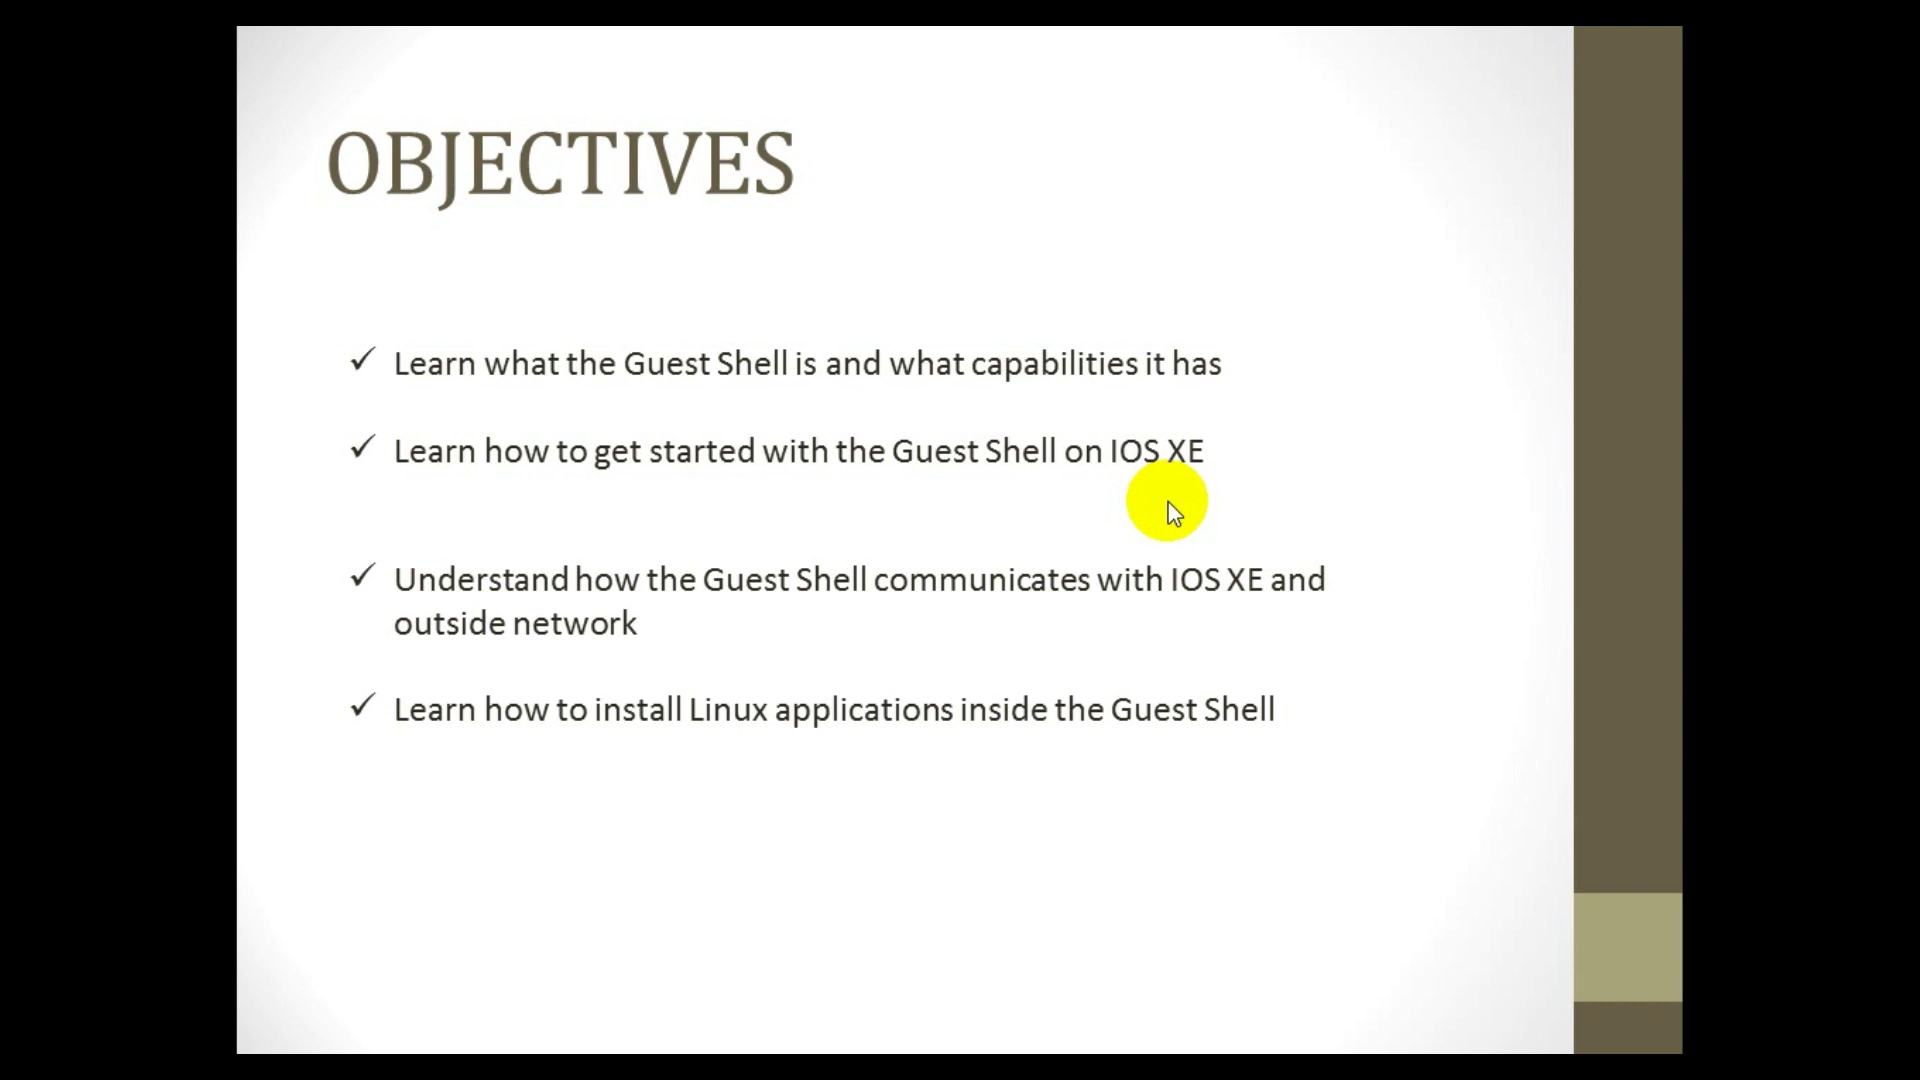 OBJECTIVES
✓ Learn what the Guest Shell is and what capabilities it has
✓ Learn how to get started with the Guest Shell on IOS XE
✓ Understand how the Guest Shell communicates with IOS XE and
outside network
✓ Learn how to install Linux applications inside the Guest Shell